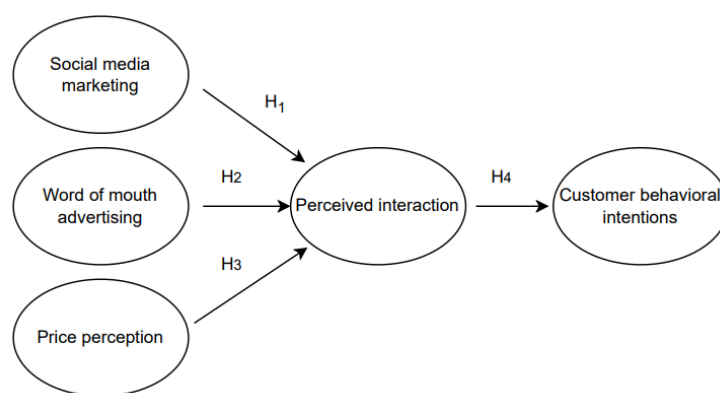 Social media
marketing
H1
Word of mouth
advertising
H2
Perceived interaction
H4
Customer behavioral
intentions
H3
Price perception